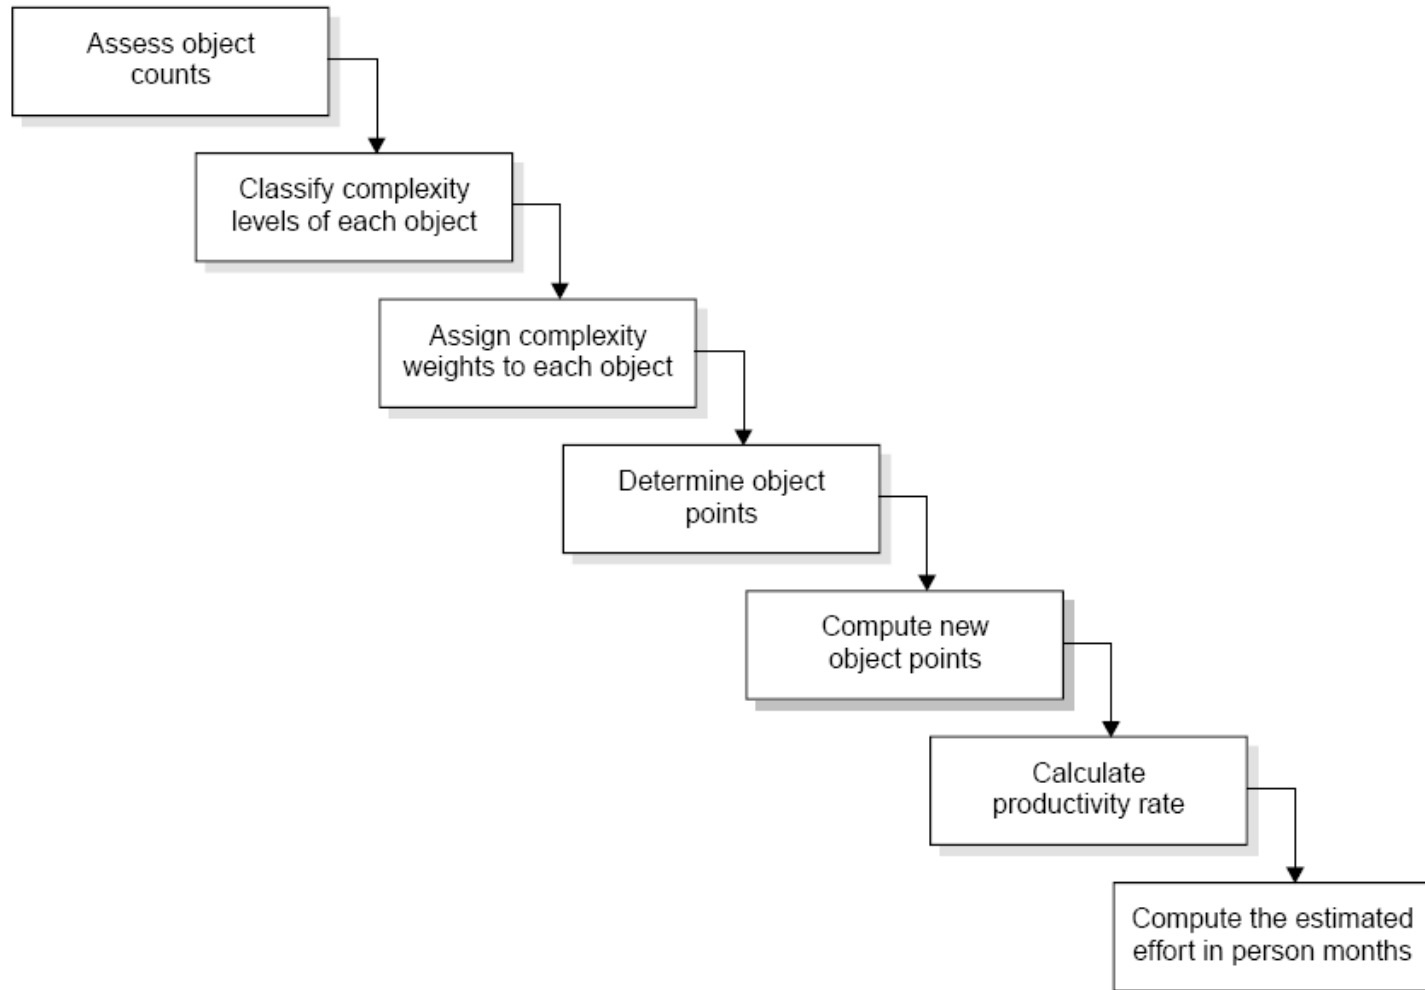 Assess object
counts
Classify complexity
levels of each object
Assign complexity
weights to each object
Determine object
points
Compute new
object points
Calculate
productivity rate
Compute the estimated
effort in person months